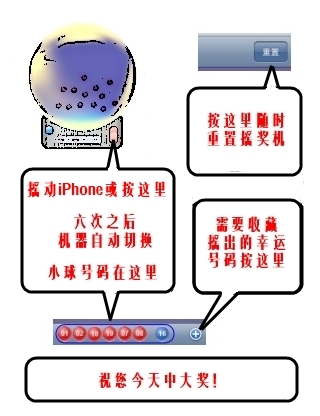 重置
按这里随时
重置摇奖机
摇动iPhone或按这里
六次之后
机器自动切换
小球号码在这里
需要收藏
摇出的幸运
号码按这里
01 02 18 19 07 08 16
祝您今天中大奖!